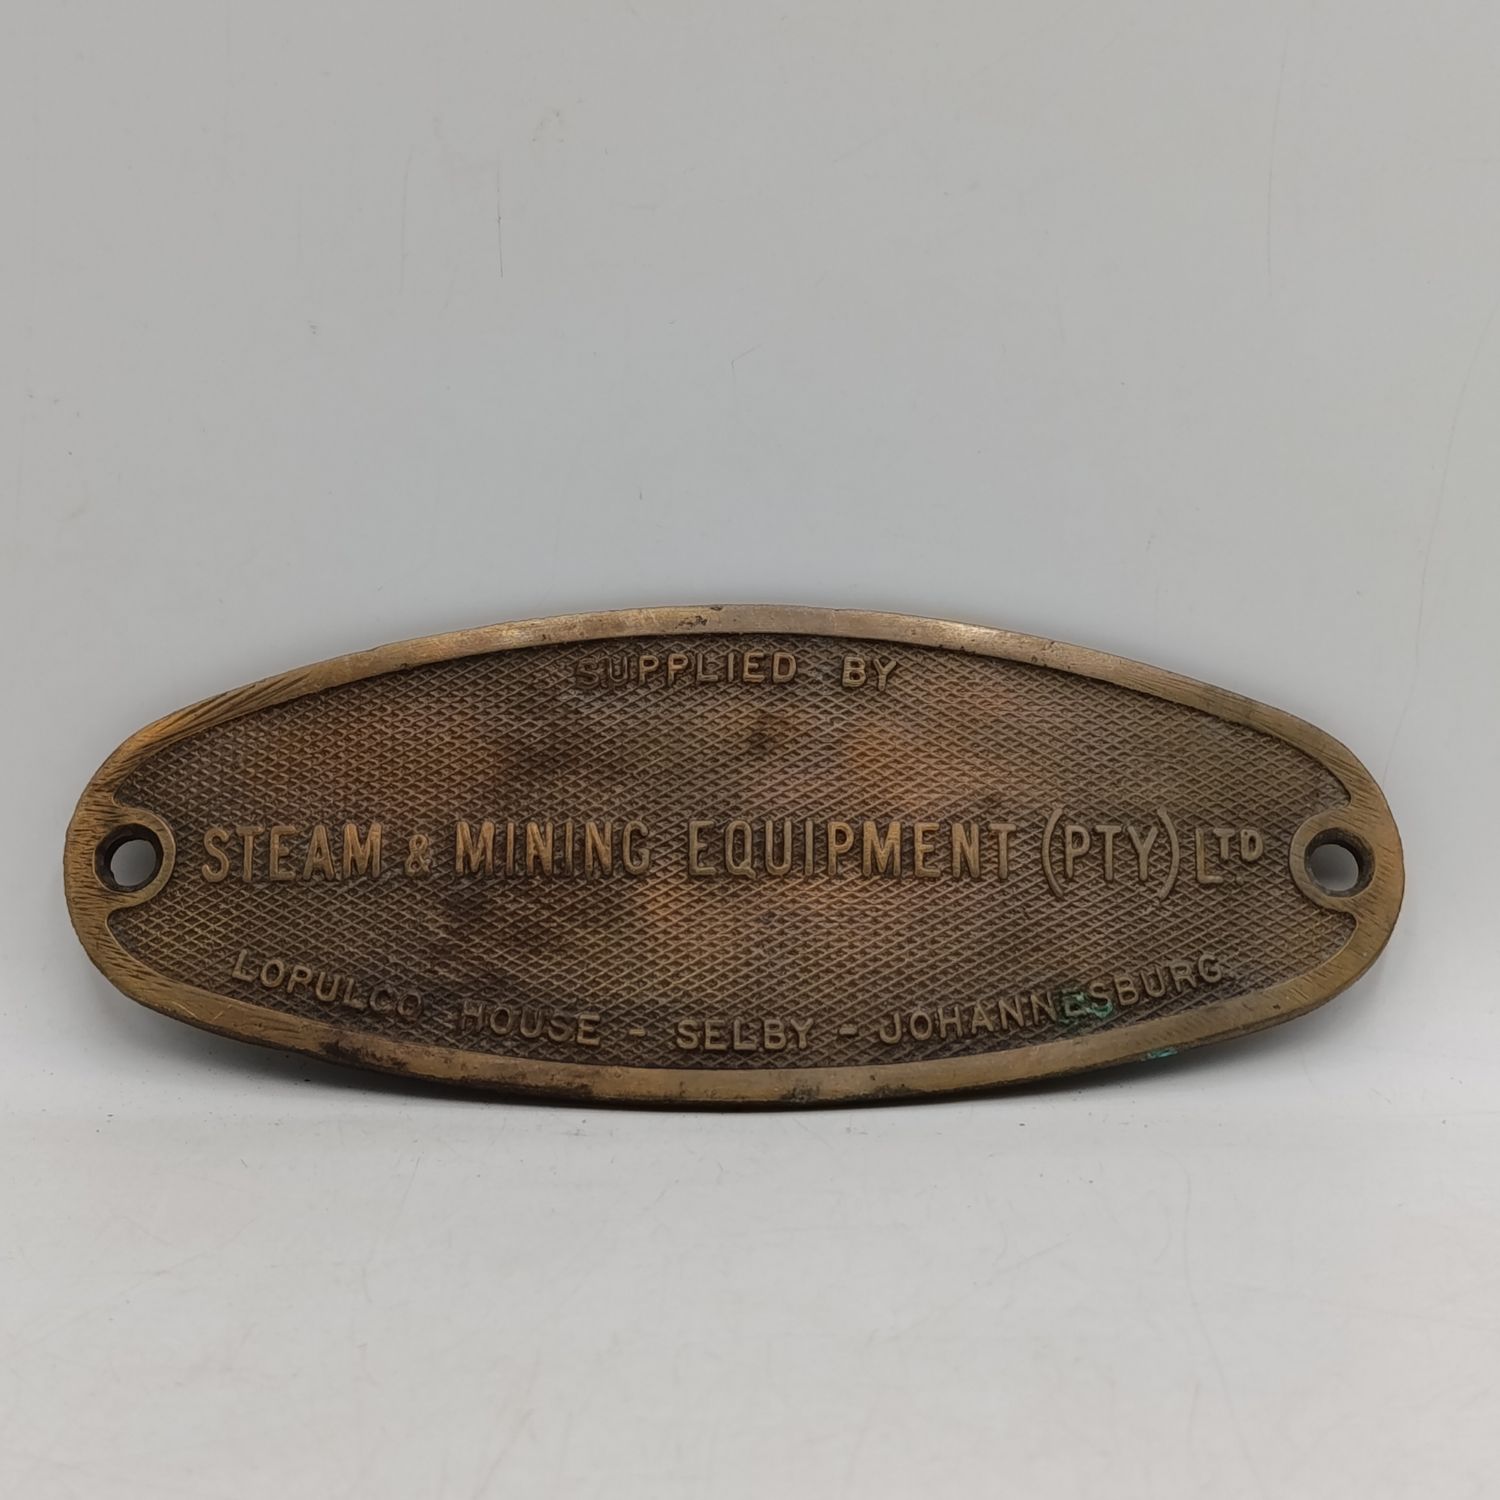 SUPPLIED BY
STEAM & MINING EQUIPMENT (PTY) LTD.
LOPULCO HOUSE - SELBY - JOHANNESBURG.